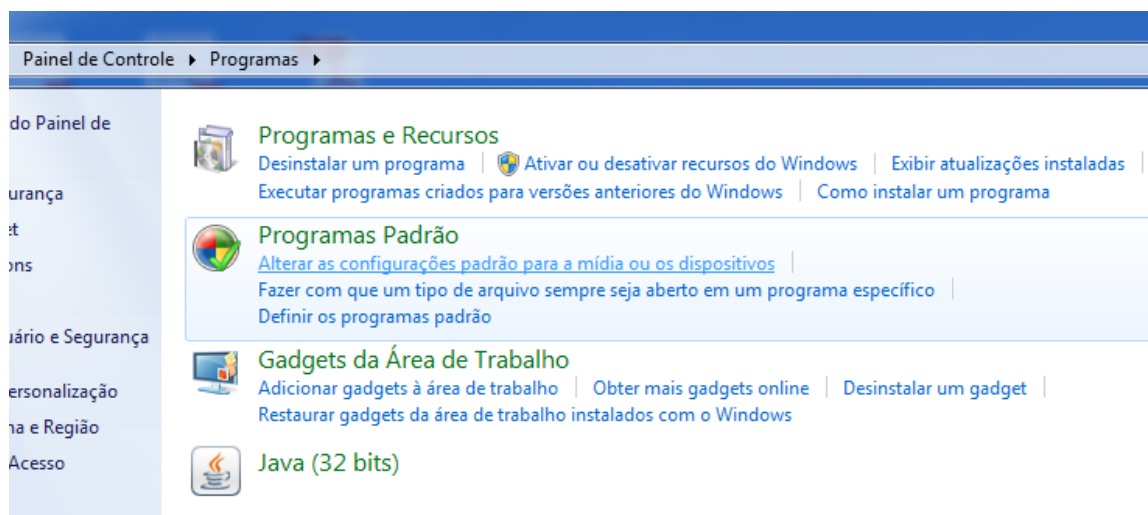 Painel de Controle ▸ Programas ▸
do Painel de
urança
et
ons
uário e Segurança
ersonalização
na e Região
Acesso
Programas e Recursos
Desinstalar um programa | Ativar ou desativar recursos do Windows | Exibir atualizações instaladas |
Executar programas criados para versões anteriores do Windows | Como instalar um programa
Programas Padrão
Alterar as configurações padrão para a mídia ou os dispositivos |
Fazer com que um tipo de arquivo sempre seja aberto em um programa específico |
Definir os programas padrão
Gadgets da Área de Trabalho
Adicionar gadgets à área de trabalho | Obter mais gadgets online | Desinstalar um gadget |
Restaurar gadgets da área de trabalho instalados com o Windows
Java (32 bits)